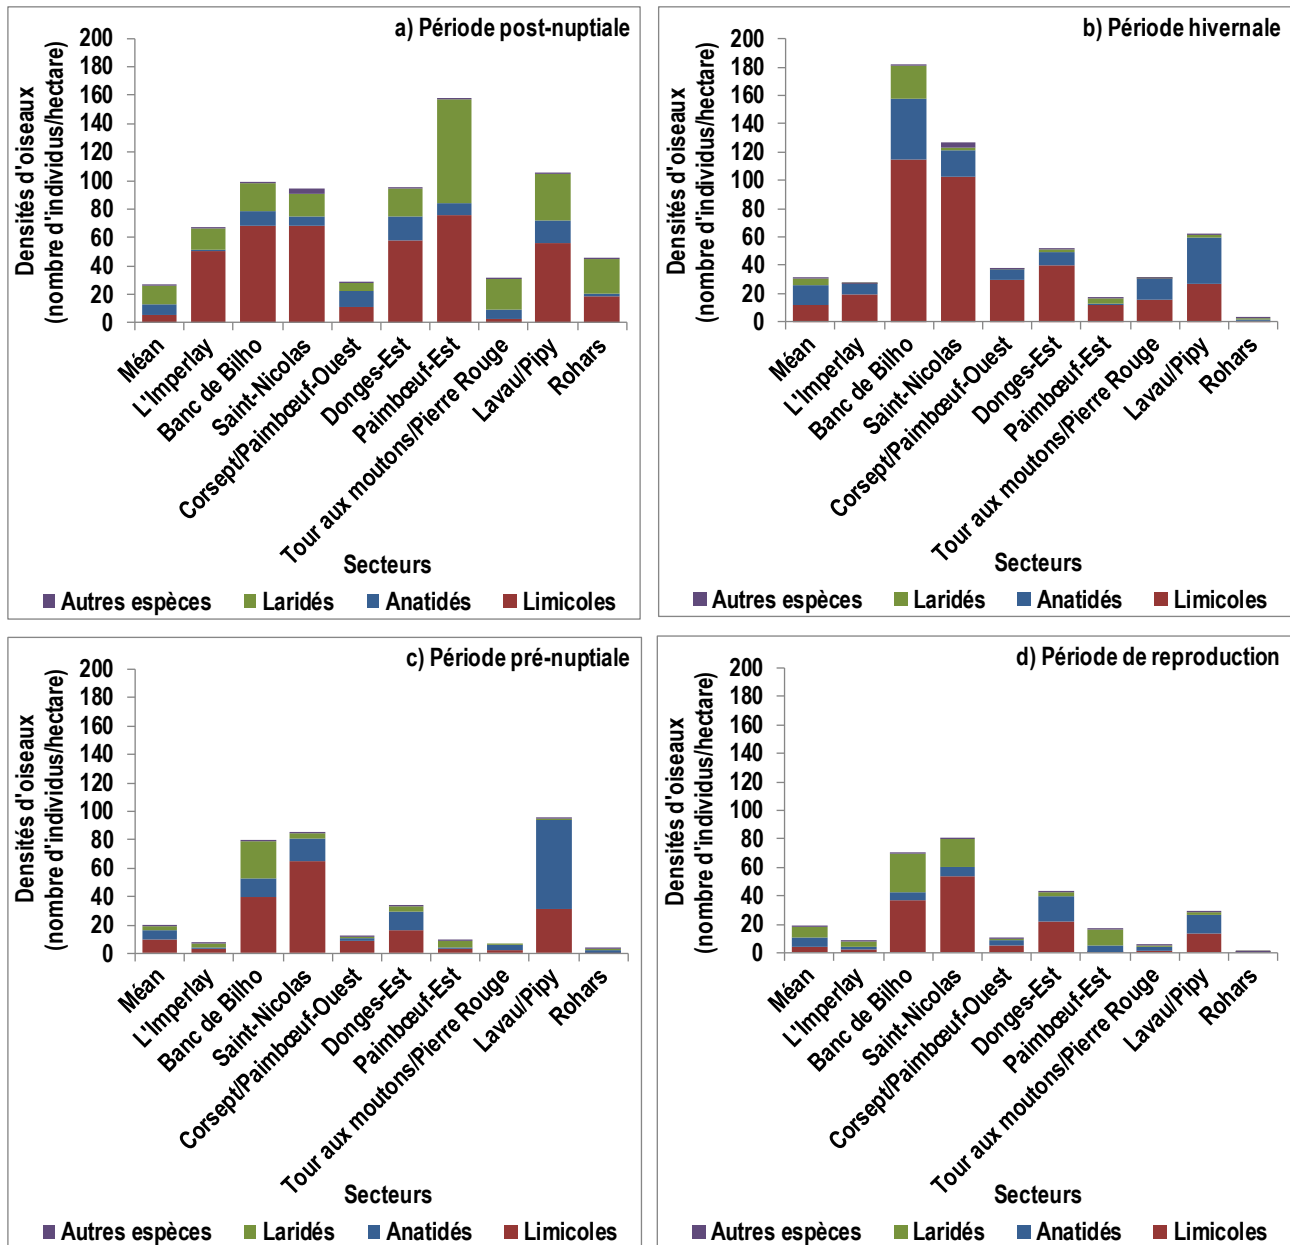 a) Période post-nuptiale
Densités d'oiseaux
(nombre d'individus/hectare)
200
180
160
140
120
100
80
60
40
20
0
Méan
L'Imperlay
Banc de Bilho
Saint-Nicolas
Corsept/Paimbœuf-Ouest
Donges-Est
Paimbœuf-Est
Tour aux moutons/Pierre Rouge
Lavau/Pipy
Rohars
Secteurs
Autres espèces Laridés Anatidés Limicoles
b) Période hivernale
Densités d'oiseaux
(nombre d'individus/hectare)
200
180
160
140
120
100
80
60
40
20
0
Méan
L'Imperlay
Banc de Bilho
Saint-Nicolas
Corsept/Paimbœuf-Ouest
Donges-Est
Paimbœuf-Est
Tour aux moutons/Pierre Rouge
Lavau/Pipy
Rohars
Secteurs
Autres espèces Laridés Anatidés Limicoles
c) Période pré-nuptiale
Densités d'oiseaux
(nombre d'individus/hectare)
200
180
160
140
120
100
80
60
40
20
0
Méan
L'Imperlay
Banc de Bilho
Saint-Nicolas
Corsept/Paimbœuf-Ouest
Donges-Est
Paimbœuf-Est
Tour aux moutons/Pierre Rouge
Lavau/Pipy
Rohars
Secteurs
Autres espèces Laridés Anatidés Limicoles
d) Période de reproduction
Densités d'oiseaux
(nombre d'individus/hectare)
200
180
160
140
120
100
80
60
40
20
0
Méan
L'Imperlay
Banc de Bilho
Saint-Nicolas
Corsept/Paimbœuf-Ouest
Donges-Est
Paimbœuf-Est
Tour aux moutons/Pierre Rouge
Lavau/Pipy
Rohars
Secteurs
Autres espèces Laridés Anatidés Limicoles